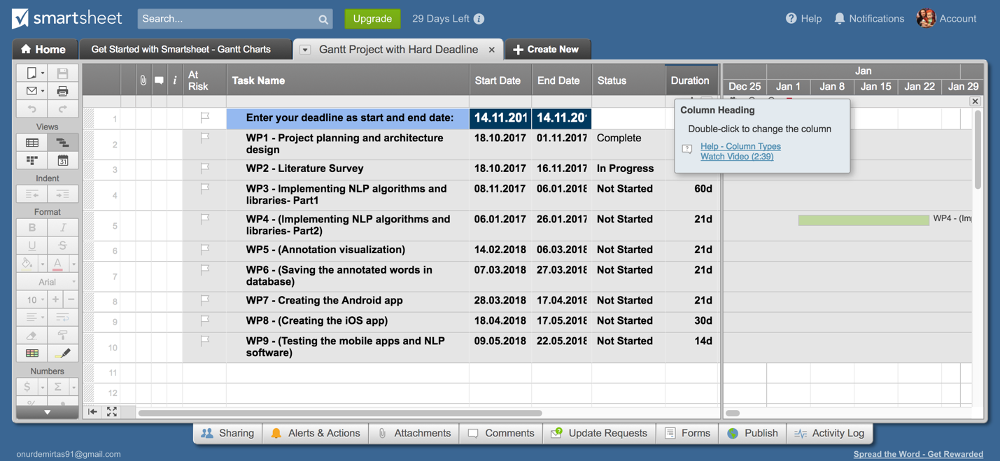 smartsheet
Search...
Upgrade
29 Days Left
Help
Notifications
Account
Home
Get Started with Smartsheet - Gantt Charts
Gantt Project with Hard Deadline
Create New
At Risk
Task Name
Start Date
End Date
Status
Duration
Jan
Dec 25
Jan 1
Jan 8
Jan 15
Jan 22
Jan 29
Views
31
Indent
Format
B
I
U
S
A
Arial
10
Numbers
$
Σ
Column Heading
Double-click to change the column
Help - Column Types
Watch Video (2:39)
1 Enter your deadline as start and end date: 14.11.201 14.11.20
2 WP1 - Project planning and architecture design 18.10.2017 01.11.2017 Complete
3 WP2 - Literature Survey 18.10.2017 16.11.2017 In Progress
4 WP3 - Implementing NLP algorithms and libraries- Part1 08.11.2017 06.01.2018 Not Started 60d
5 WP4 - (Implementing NLP algorithms and libraries- Part2) 06.01.2017 26.01.2017 Not Started 21d
WP4 - (Im
6 WP5 - (Annotation visualization) 14.02.2018 06.03.2018 Not Started 21d
7 WP6 - (Saving the annotated words in database) 07.03.2018 27.03.2018 Not Started 21d
8 WP7 - Creating the Android app 28.03.2018 17.04.2018 Not Started 21d
9 WP8 - (Creating the iOS app) 18.04.2018 17.05.2018 Not Started 30d
10 WP9 - (Testing the mobile apps and NLP software) 09.05.2018 22.05.2018 Not Started 14d
11
12
Sharing
Alerts & Actions
Attachments
Comments
Update Requests
Forms
Publish
Activity Log
onurdemirtas91@gmail.com
Spread the Word - Get Rewarded